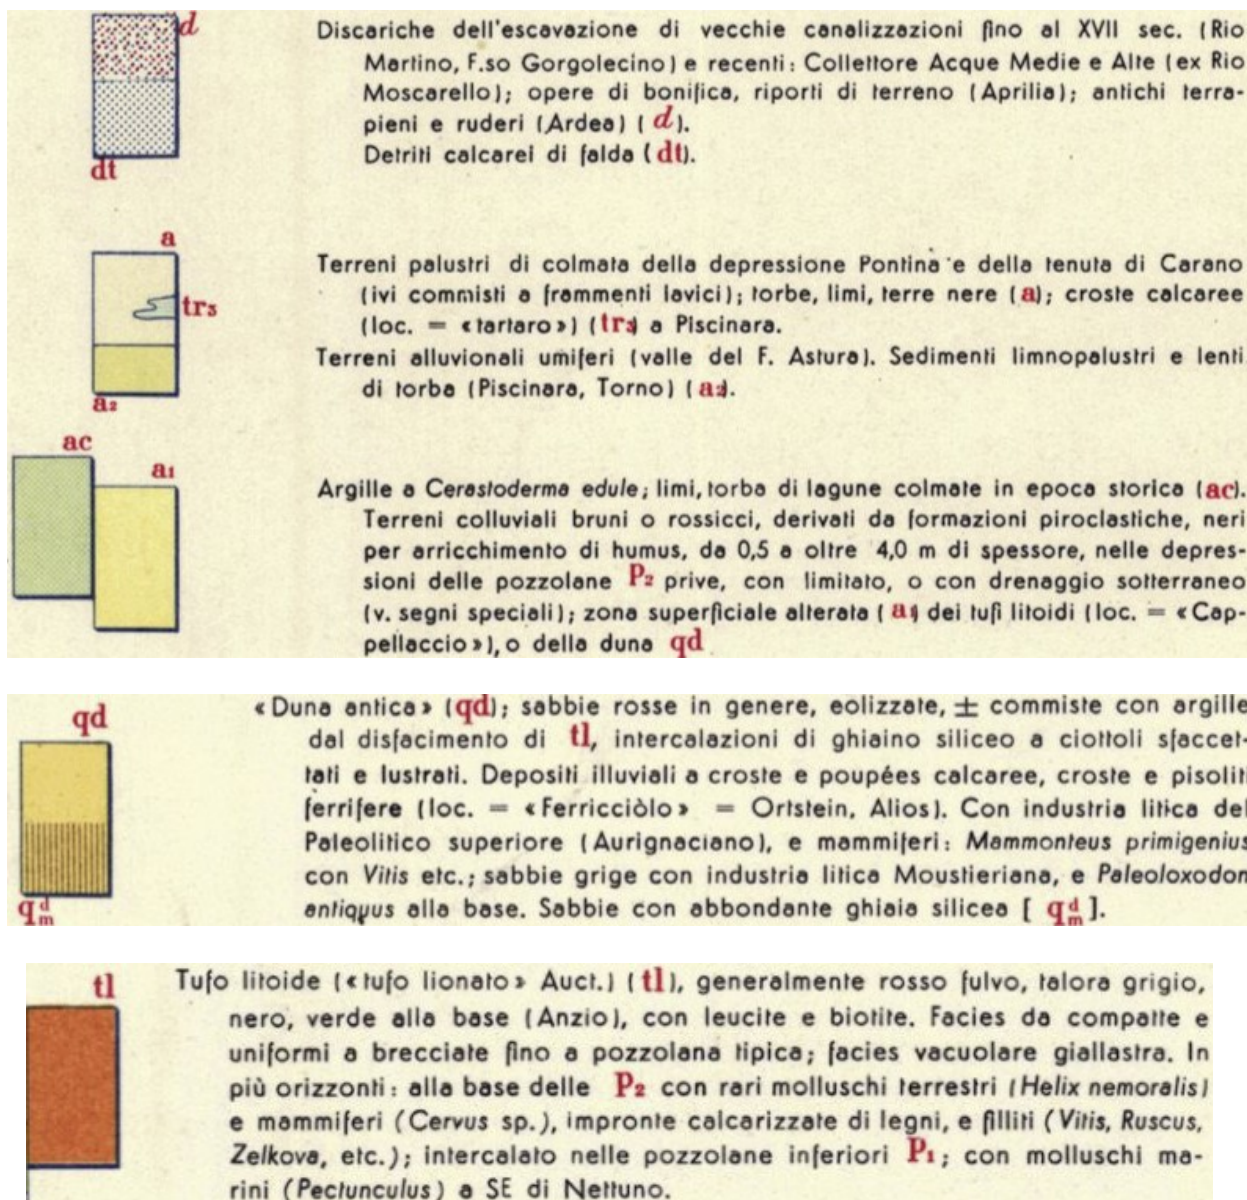 d
Discariche dell'escavazione di vecchie canalizzazioni fino al XVII sec. (Rio
Martino, F.so Gorgolecino) e recenti: Collettore Acque Medie e Alte (ex Rio
Moscarello); opere di bonifica, riporti di terreno (Aprilia); antichi terra-
pieni e ruderi (Ardea) (d).
Detriti calcarei di falda (dt).
dt
a
Terreni palustri di colmata della depressione Pontina e della tenuta di Carano
(ivi commisti a frammenti lavici); torbe, limi, terre nere (a); croste calcaree
tr3
(loc. = «tartaro») (tr3) a Piscinara.
Terreni alluvionali umiferi (valle del F. Astura). Sedimenti limnopalustri e lenti
di torba (Piscinara, Torno) (a2).
a2
ac
a1
Argille a Cerastoderma edule; limi, torba di lagune colmate in epoca storica (ac).
Terreni colluviali bruni o rossicci, derivati da formazioni piroclastiche, neri
per arricchimento di humus, da 0,5 a oltre 4,0 m di spessore, nelle depres-
sioni delle pozzolane P2 prive, con limitato, o con drenaggio sotterraneo
(v. segni speciali); zona superficiale alterata (a1) dei tufi litoidi (loc. = «Cap-
pellaccio»), o della duna qd
qd
«Duna antica» (qd); sabbie rosse in genere, eolizzate, ± commiste con argille
dal disfacimento di tl, intercalazioni di ghiaino siliceo a ciottoli sfaccet-
tati e lustrati. Depositi illuviali a croste e poupées calcaree, croste e pisoliti
ferrifere (loc. = «Ferricciòlo» = Ortstein, Alios). Con industria litica del
Paleolitico superiore (Aurignaciano), e mammiferi: Mammonteus primigenius
con Vitis etc.; sabbie grige con industria litica Moustieriana, e Paleoloxodon
antiquus alla base. Sabbie con abbondante ghiaia silicea [ qdm ].
qdm
tl
Tufo litoide («tufo lionato» Auct.) (tl), generalmente rosso fulvo, talora grigio,
nero, verde alla base (Anzio), con leucite e biotite. Facies da compatte e
uniformi a brecciate fino a pozzolana tipica; facies vacuolare giallastra. In
più orizzonti: alla base delle P2 con rari molluschi terrestri (Helix nemoralis)
e mammiferi (Cervus sp.), impronte calcarizzate di legni, e filliti (Vitis, Ruscus,
Zelkova, etc.); intercalato nelle pozzolane inferiori P1; con molluschi ma-
rini (Pectunculus) a SE di Nettuno.